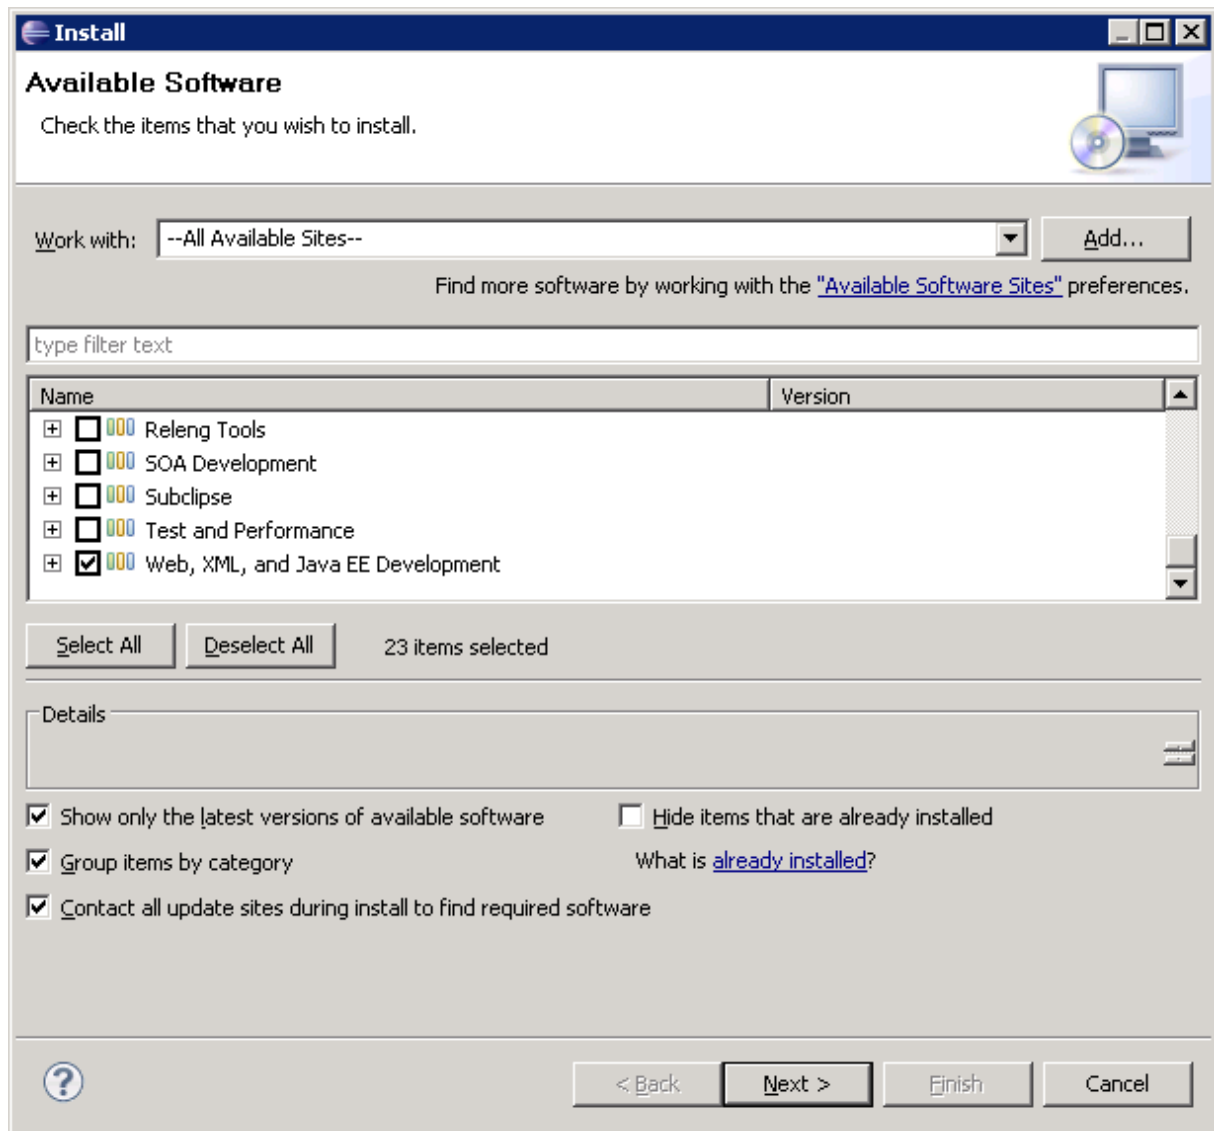 Install
Available Software
Check the items that you wish to install.
Work with: --All Available Sites-- Add...
Find more software by working with the "Available Software Sites" preferences.
type filter text
Name Version
Releng Tools
SOA Development
Subclipse
Test and Performance
Web, XML, and Java EE Development
Select All Deselect All 23 items selected
Details
Show only the latest versions of available software Hide items that are already installed
Group items by category What is already installed?
Contact all update sites during install to find required software
? < Back Next > Finish Cancel